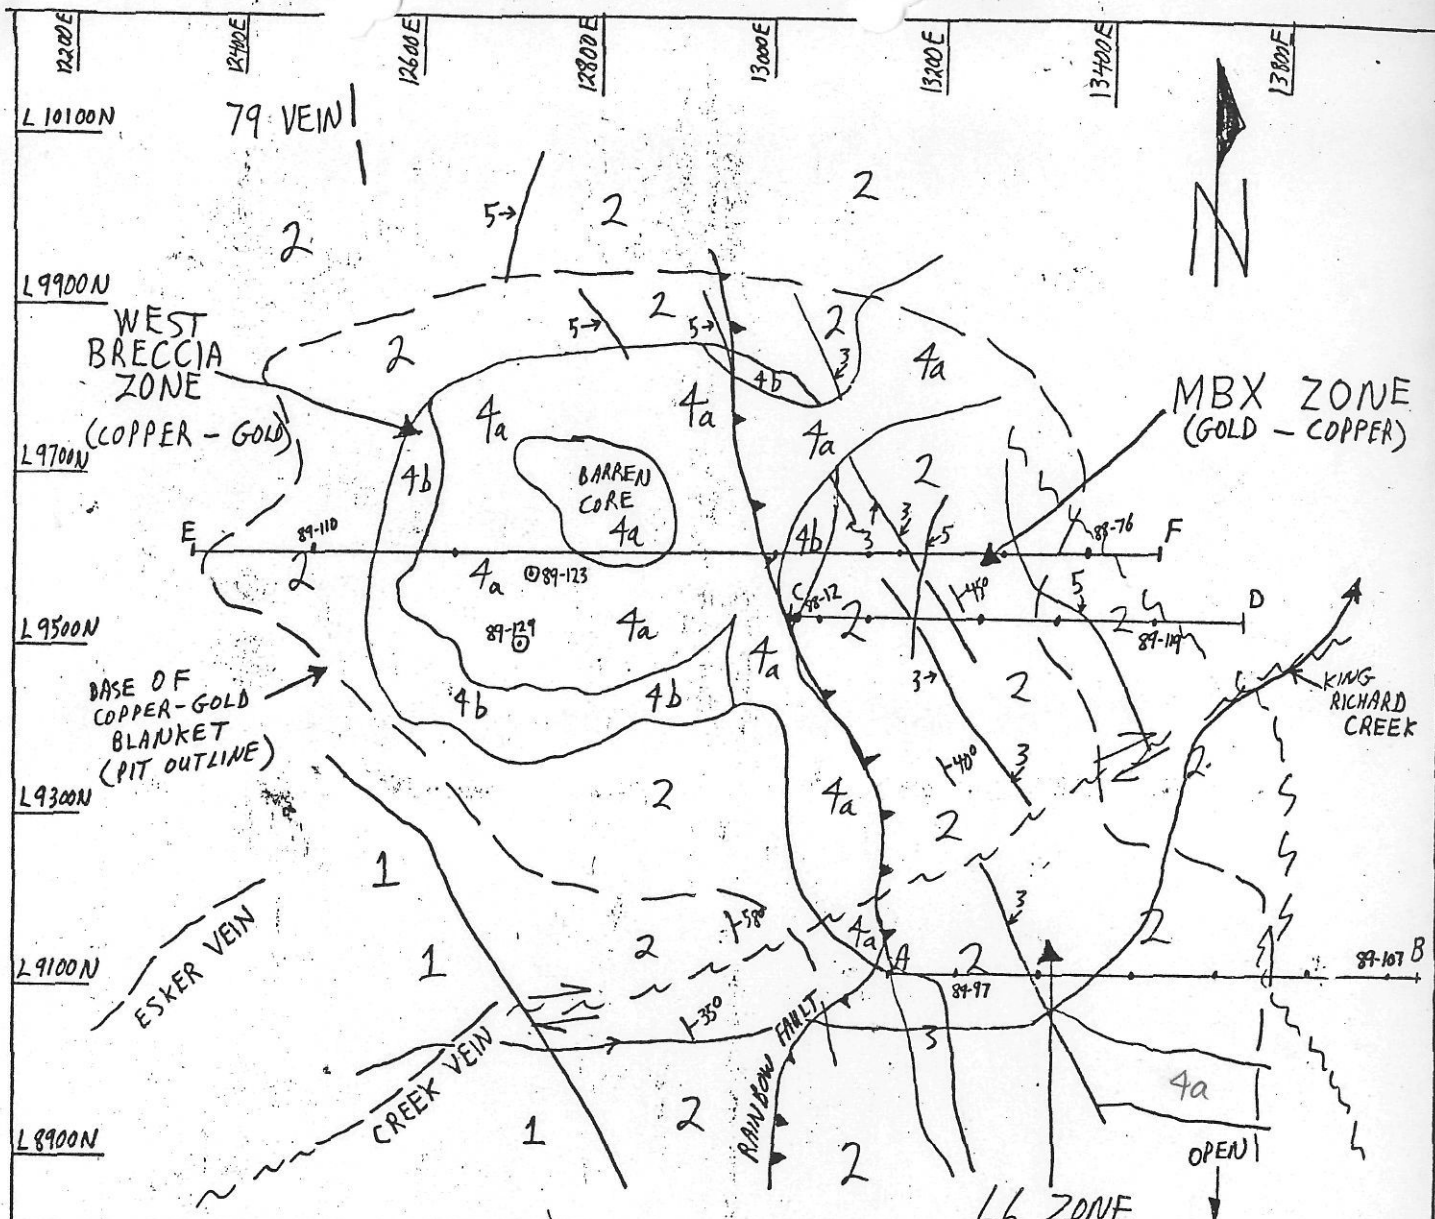 12200E
12400E
12600E
12800E
13000E
13200E
13400E
13800E
L 10100N
79 VEIN
N
2
5→
2
2
L9900N
WEST
BRECCIA
ZONE
(COPPER - GOLD)
2
5→
2
5→
2
3
4b
4a
MBX ZONE
(GOLD - COPPER)
4a
4a
4a
L9700N
4b
BARREN
CORE
4a
2
3
3
5
4b
E
89-110
88-76
F
2
4a
89-123
45°
C
88-12
2
5
2
D
89-119
L9500N
89-129
4a
4a
3→
2
KING
RICHARD
CREEK
BASE OF
COPPER-GOLD
BLANKET
(PIT OUTLINE)
4b
4b
40°
3
2
L9300N
2
4a
2
1
3
ESKER VEIN
58°
2
4a
2
L9100N
1
A
2
89-97
89-107
B
CREEK VEIN
35°
RAINBOW FAULT
3
4a
L8900N
1
2
2
OPEN
66 ZONE